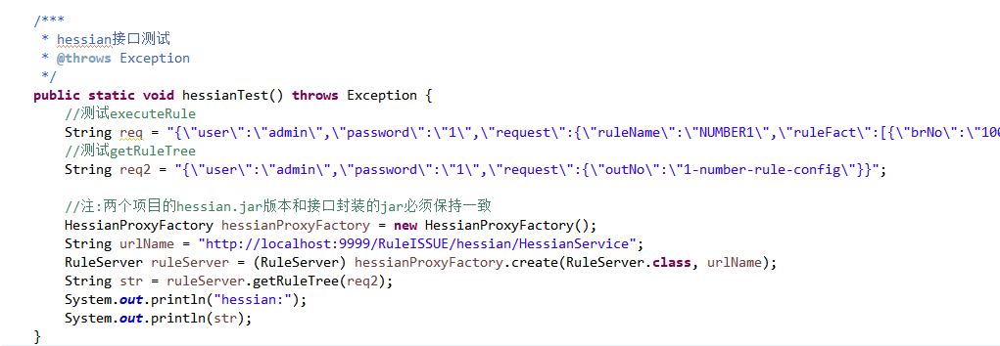 /***
 * hessian接口测试
 * @throws Exception
 */
public static void hessianTest() throws Exception {
    //测试executeRule
    String req = "{\"user\":\"admin\",\"password\":\"1\",\"request\":{\"ruleName\":\"NUMBER1\",\"ruleFact\":[{\"brNo\":\"100
    //测试getRuleTree
    String req2 = "{\"user\":\"admin\",\"password\":\"1\",\"request\":{\"outNo\":\"1-number-rule-config\"}}";

    //注:两个项目的hessian.jar版本和接口封装的jar必须保持一致
    HessianProxyFactory hessianProxyFactory = new HessianProxyFactory();
    String urlName = "http://localhost:9999/RuleISSUE/hessian/HessianService";
    RuleServer ruleServer = (RuleServer) hessianProxyFactory.create(RuleServer.class, urlName);
    String str = ruleServer.getRuleTree(req2);
    System.out.println("hessian:");
    System.out.println(str);
}